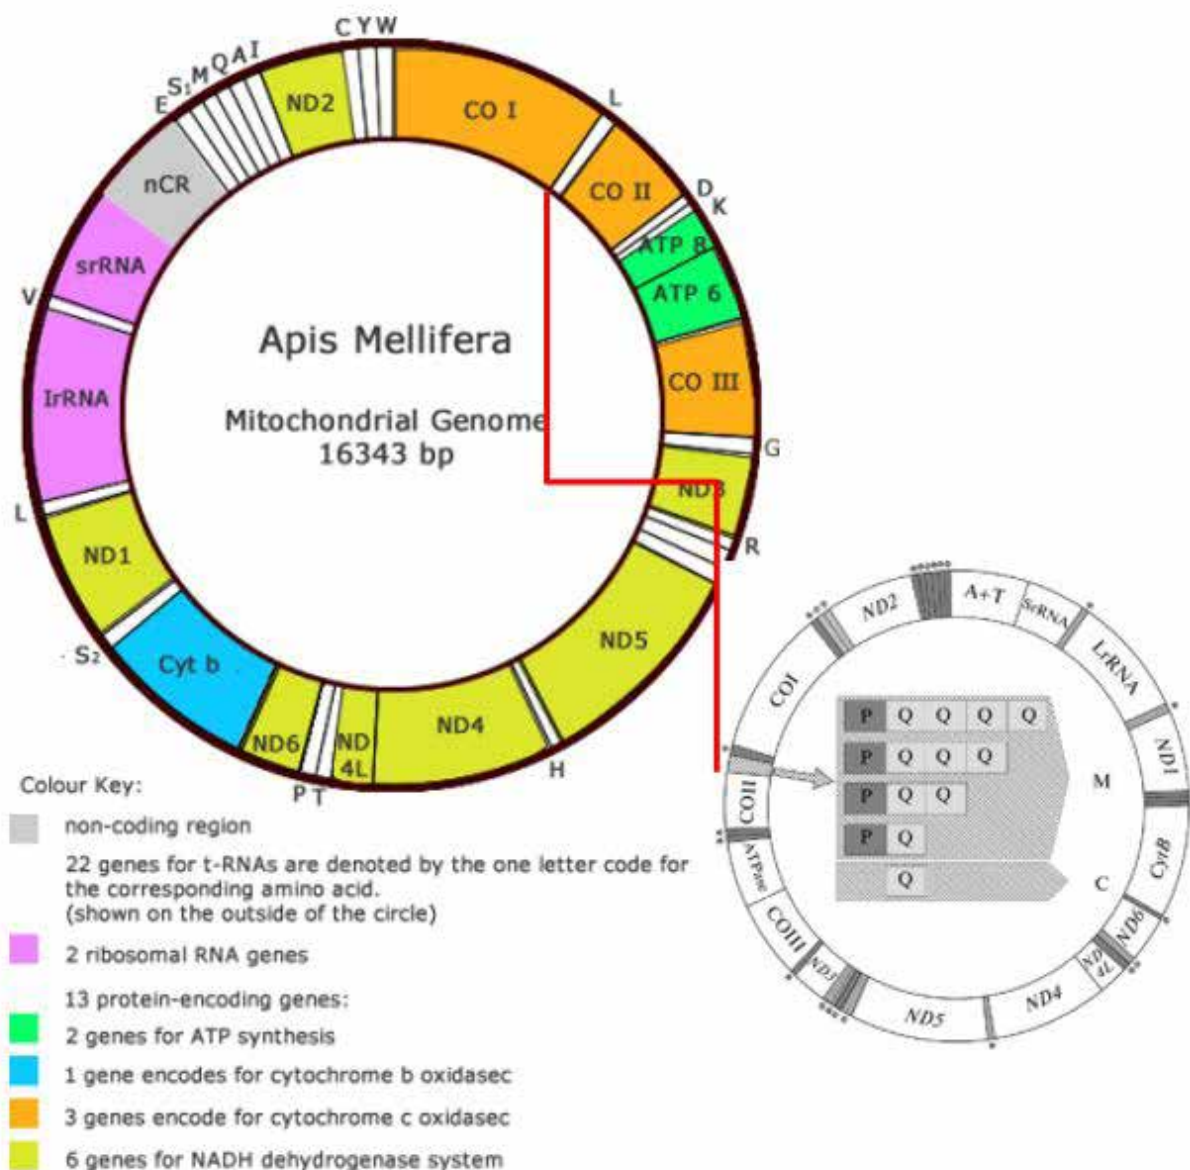 C Y W
E S1 M Q A I
ND2
CO I
L
CO II
D
K
nCR
ATP 8
ATP 6
srRNA
V
Apis Mellifera
CO III
lrRNA
Mitochondrial Genome
16343 bp
G
ND3
L
R
ND1
ND5
S2
Cyt b
ND6
ND
4L
ND4
P T
H
Colour Key:
non-coding region
22 genes for t-RNAs are denoted by the one letter code for
the corresponding amino acid.
(shown on the outside of the circle)
2 ribosomal RNA genes
13 protein-encoding genes:
2 genes for ATP synthesis
1 gene encodes for cytochrome b oxidasec
3 genes encode for cytochrome c oxidasec
6 genes for NADH dehydrogenase system
ND2
A+T
SrRNA
LrRNA
COI
ND1
P Q Q Q Q
P Q Q Q
P Q Q
P Q
Q
M
C
COII
ATPase
CytB
COIII
ND6
ND3
ND
4L
ND5
ND4